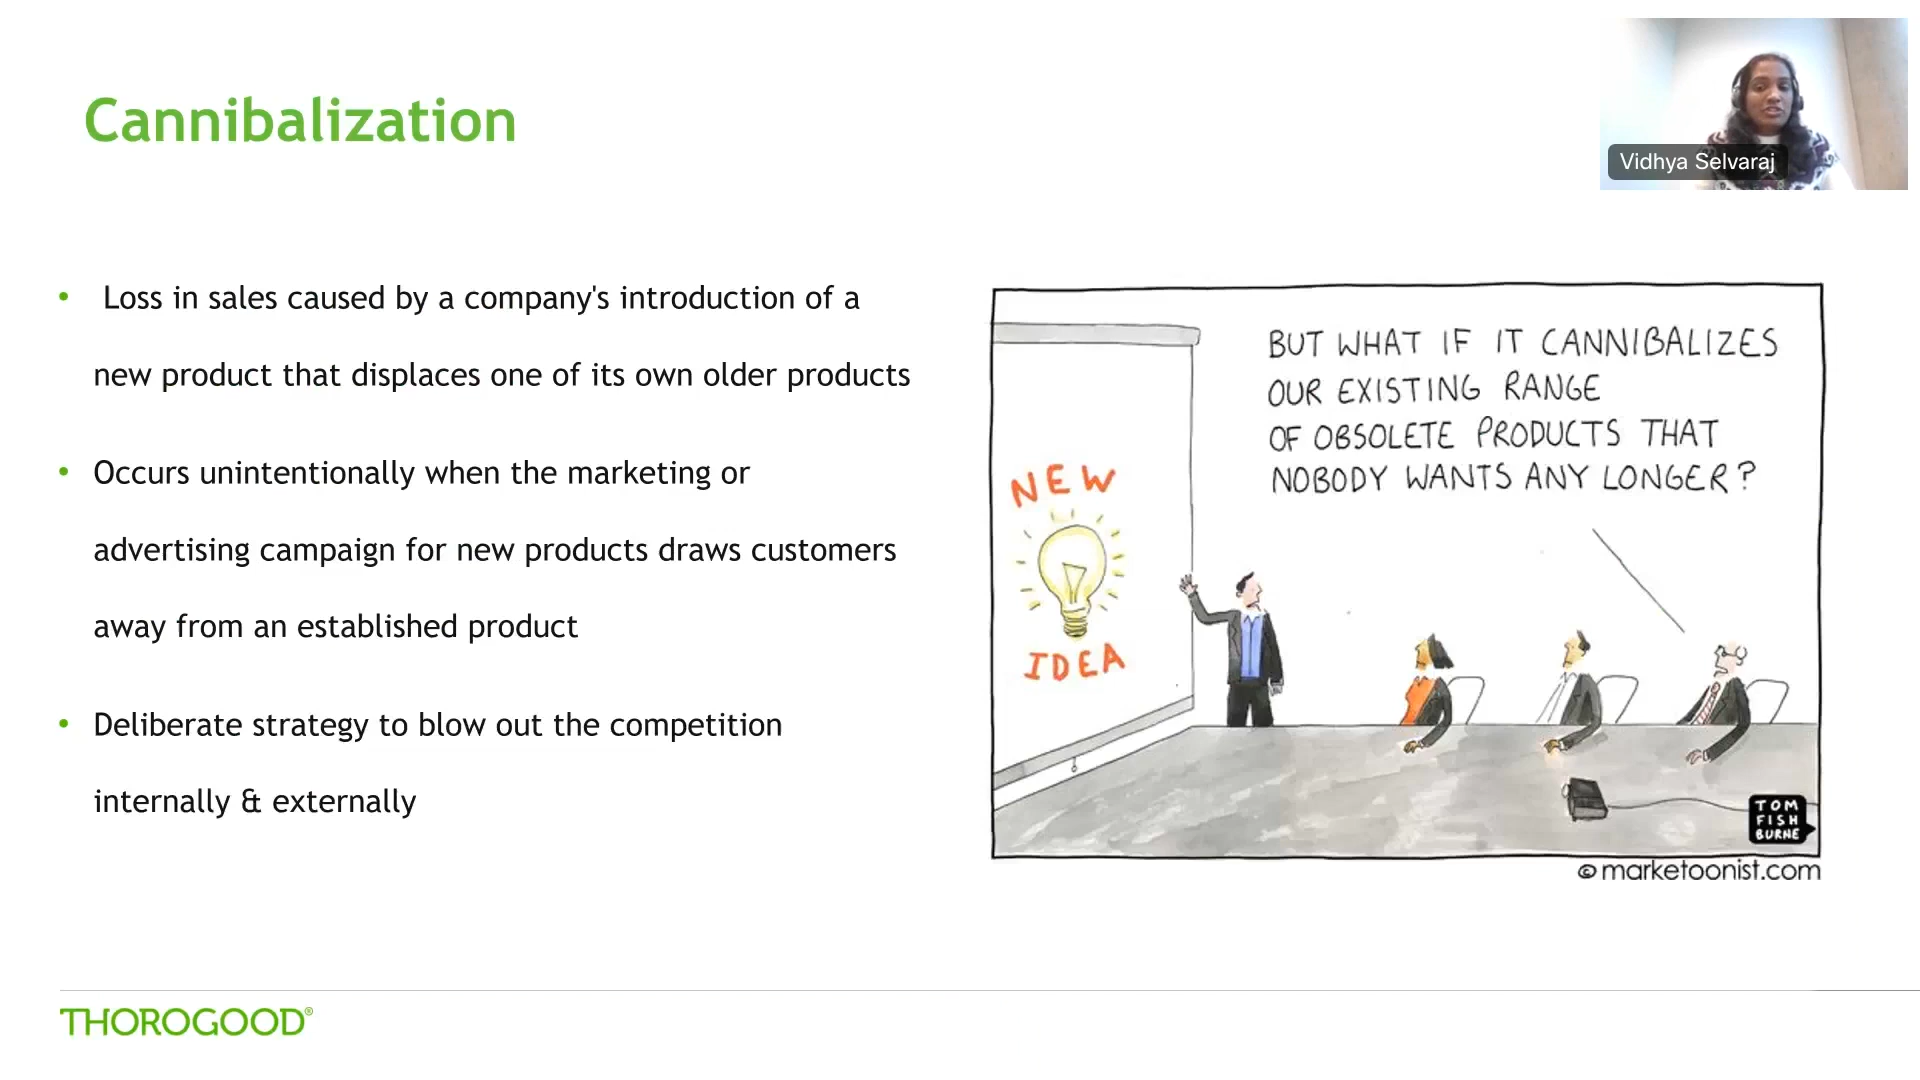 Cannibalization
Vidhya Selvaraj
• Loss in sales caused by a company's introduction of a
new product that displaces one of its own older products
• Occurs unintentionally when the marketing or
advertising campaign for new products draws customers
away from an established product
• Deliberate strategy to blow out the competition
internally & externally
BUT WHAT IF IT CANNIBALIZES
OUR EXISTING RANGE
OF OBSOLETE PRODUCTS THAT
NOBODY WANTS ANY LONGER?
NEW
IDEA
TOM
FISH
BURNE
© marketoonist.com
THOROGOOD®